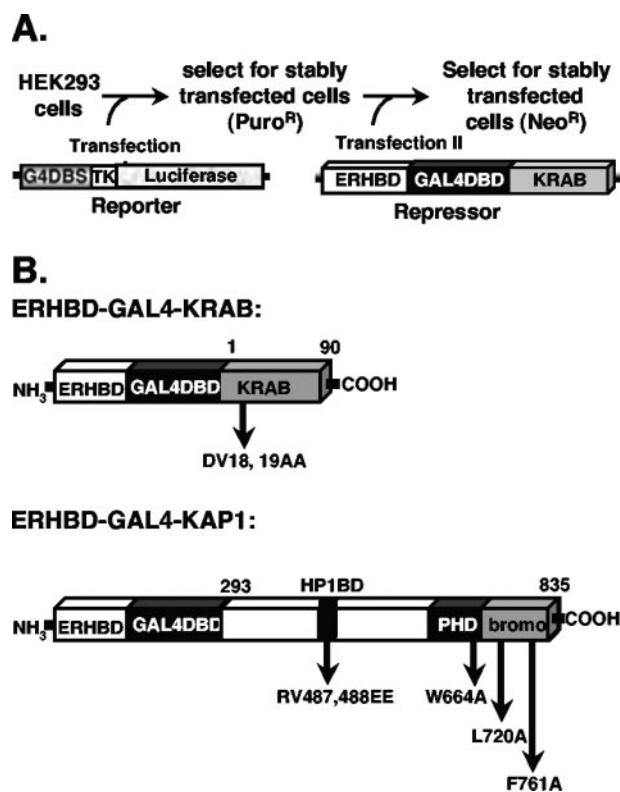 A.
HEK293 cells
select for stably transfected cells (Puro^R)
Select for stably transfected cells (Neo^R)
Transfection
Transfection II
G4DBS TK Luciferase
Reporter
ERHBD GAL4DBD KRAB
Repressor
B.
ERHBD-GAL4-KRAB:
1 90
NH3 ERHBD GAL4DBD KRAB COOH
DV18, 19AA
ERHBD-GAL4-KAP1:
293 HP1BD 835
NH3 ERHBD GAL4DBD PHD bromo COOH
RV487,488EE W664A
L720A
F761A